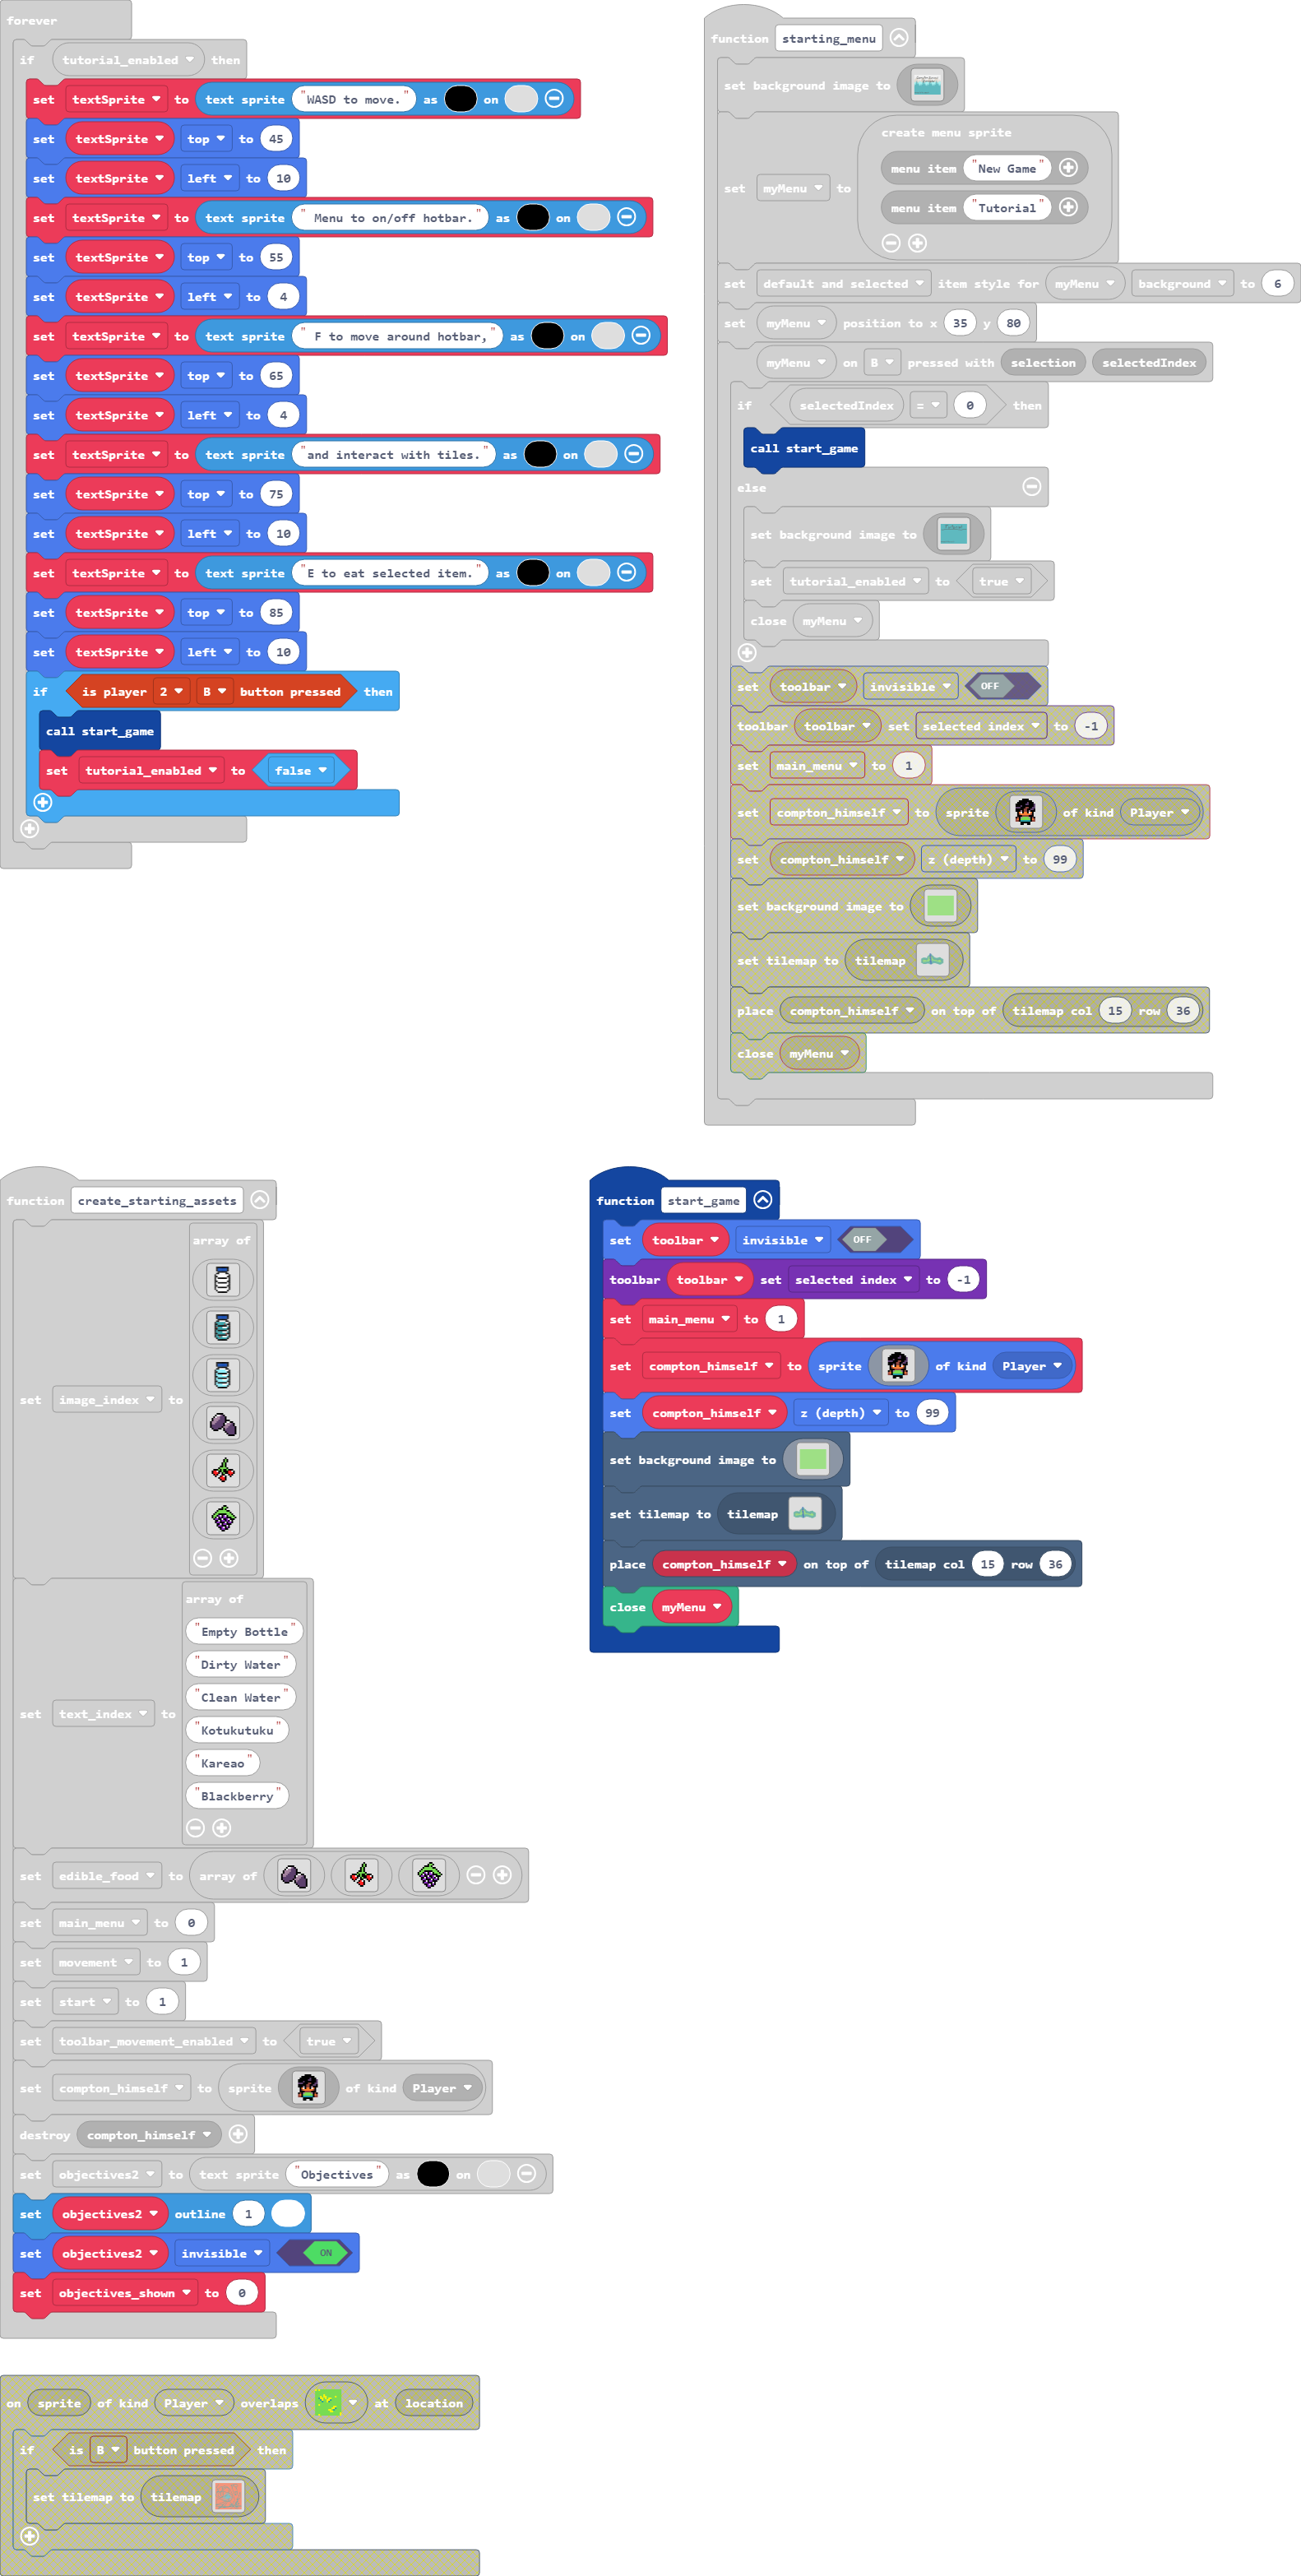 forever
if tutorial_enabled then
set textSprite to text sprite "WASD to move." as on
set textSprite top to 45
set textSprite left to 10
set textSprite to text sprite " Menu to on/off hotbar." as on
set textSprite top to 55
set textSprite left to 4
set textSprite to text sprite " F to move around hotbar," as on
set textSprite top to 65
set textSprite left to 4
set textSprite to text sprite "and interact with tiles." as on
set textSprite top to 75
set textSprite left to 10
set textSprite to text sprite "E to eat selected item." as on
set textSprite top to 85
set textSprite left to 10
if is player 2 B button pressed then
call start_game
set tutorial_enabled to false
function starting_menu
set background image to
create menu sprite
menu item "New Game"
set myMenu to
menu item "Tutorial"
set default and selected item style for myMenu background to 6
set myMenu position to x 35 y 80
myMenu on B pressed with selection selectedIndex
if selectedIndex = 0 then
call start_game
else
set background image to
set tutorial_enabled to true
close myMenu
set toolbar invisible OFF
toolbar toolbar set selected index to -1
set main_menu to 1
set compton_himself to sprite of kind Player
set compton_himself z (depth) to 99
set background image to
set tilemap to tilemap
place compton_himself on top of tilemap col 15 row 36
close myMenu
function create_starting_assets
array of
set image_index to
array of
"Empty Bottle"
"Dirty Water"
"Clean Water"
set text_index to
"Kotukutuku"
"Kareao"
"Blackberry"
set edible_food to array of
set main_menu to 0
set movement to 1
set start to 1
set toolbar_movement_enabled to true
set compton_himself to sprite of kind Player
destroy compton_himself
set objectives2 to text sprite "Objectives" as on
set objectives2 outline 1
set objectives2 invisible ON
set objectives_shown to 0
function start_game
set toolbar invisible OFF
toolbar toolbar set selected index to -1
set main_menu to 1
set compton_himself to sprite of kind Player
set compton_himself z (depth) to 99
set background image to
set tilemap to tilemap
place compton_himself on top of tilemap col 15 row 36
close myMenu
on sprite of kind Player overlaps at location
if is B button pressed then
set tilemap to tilemap